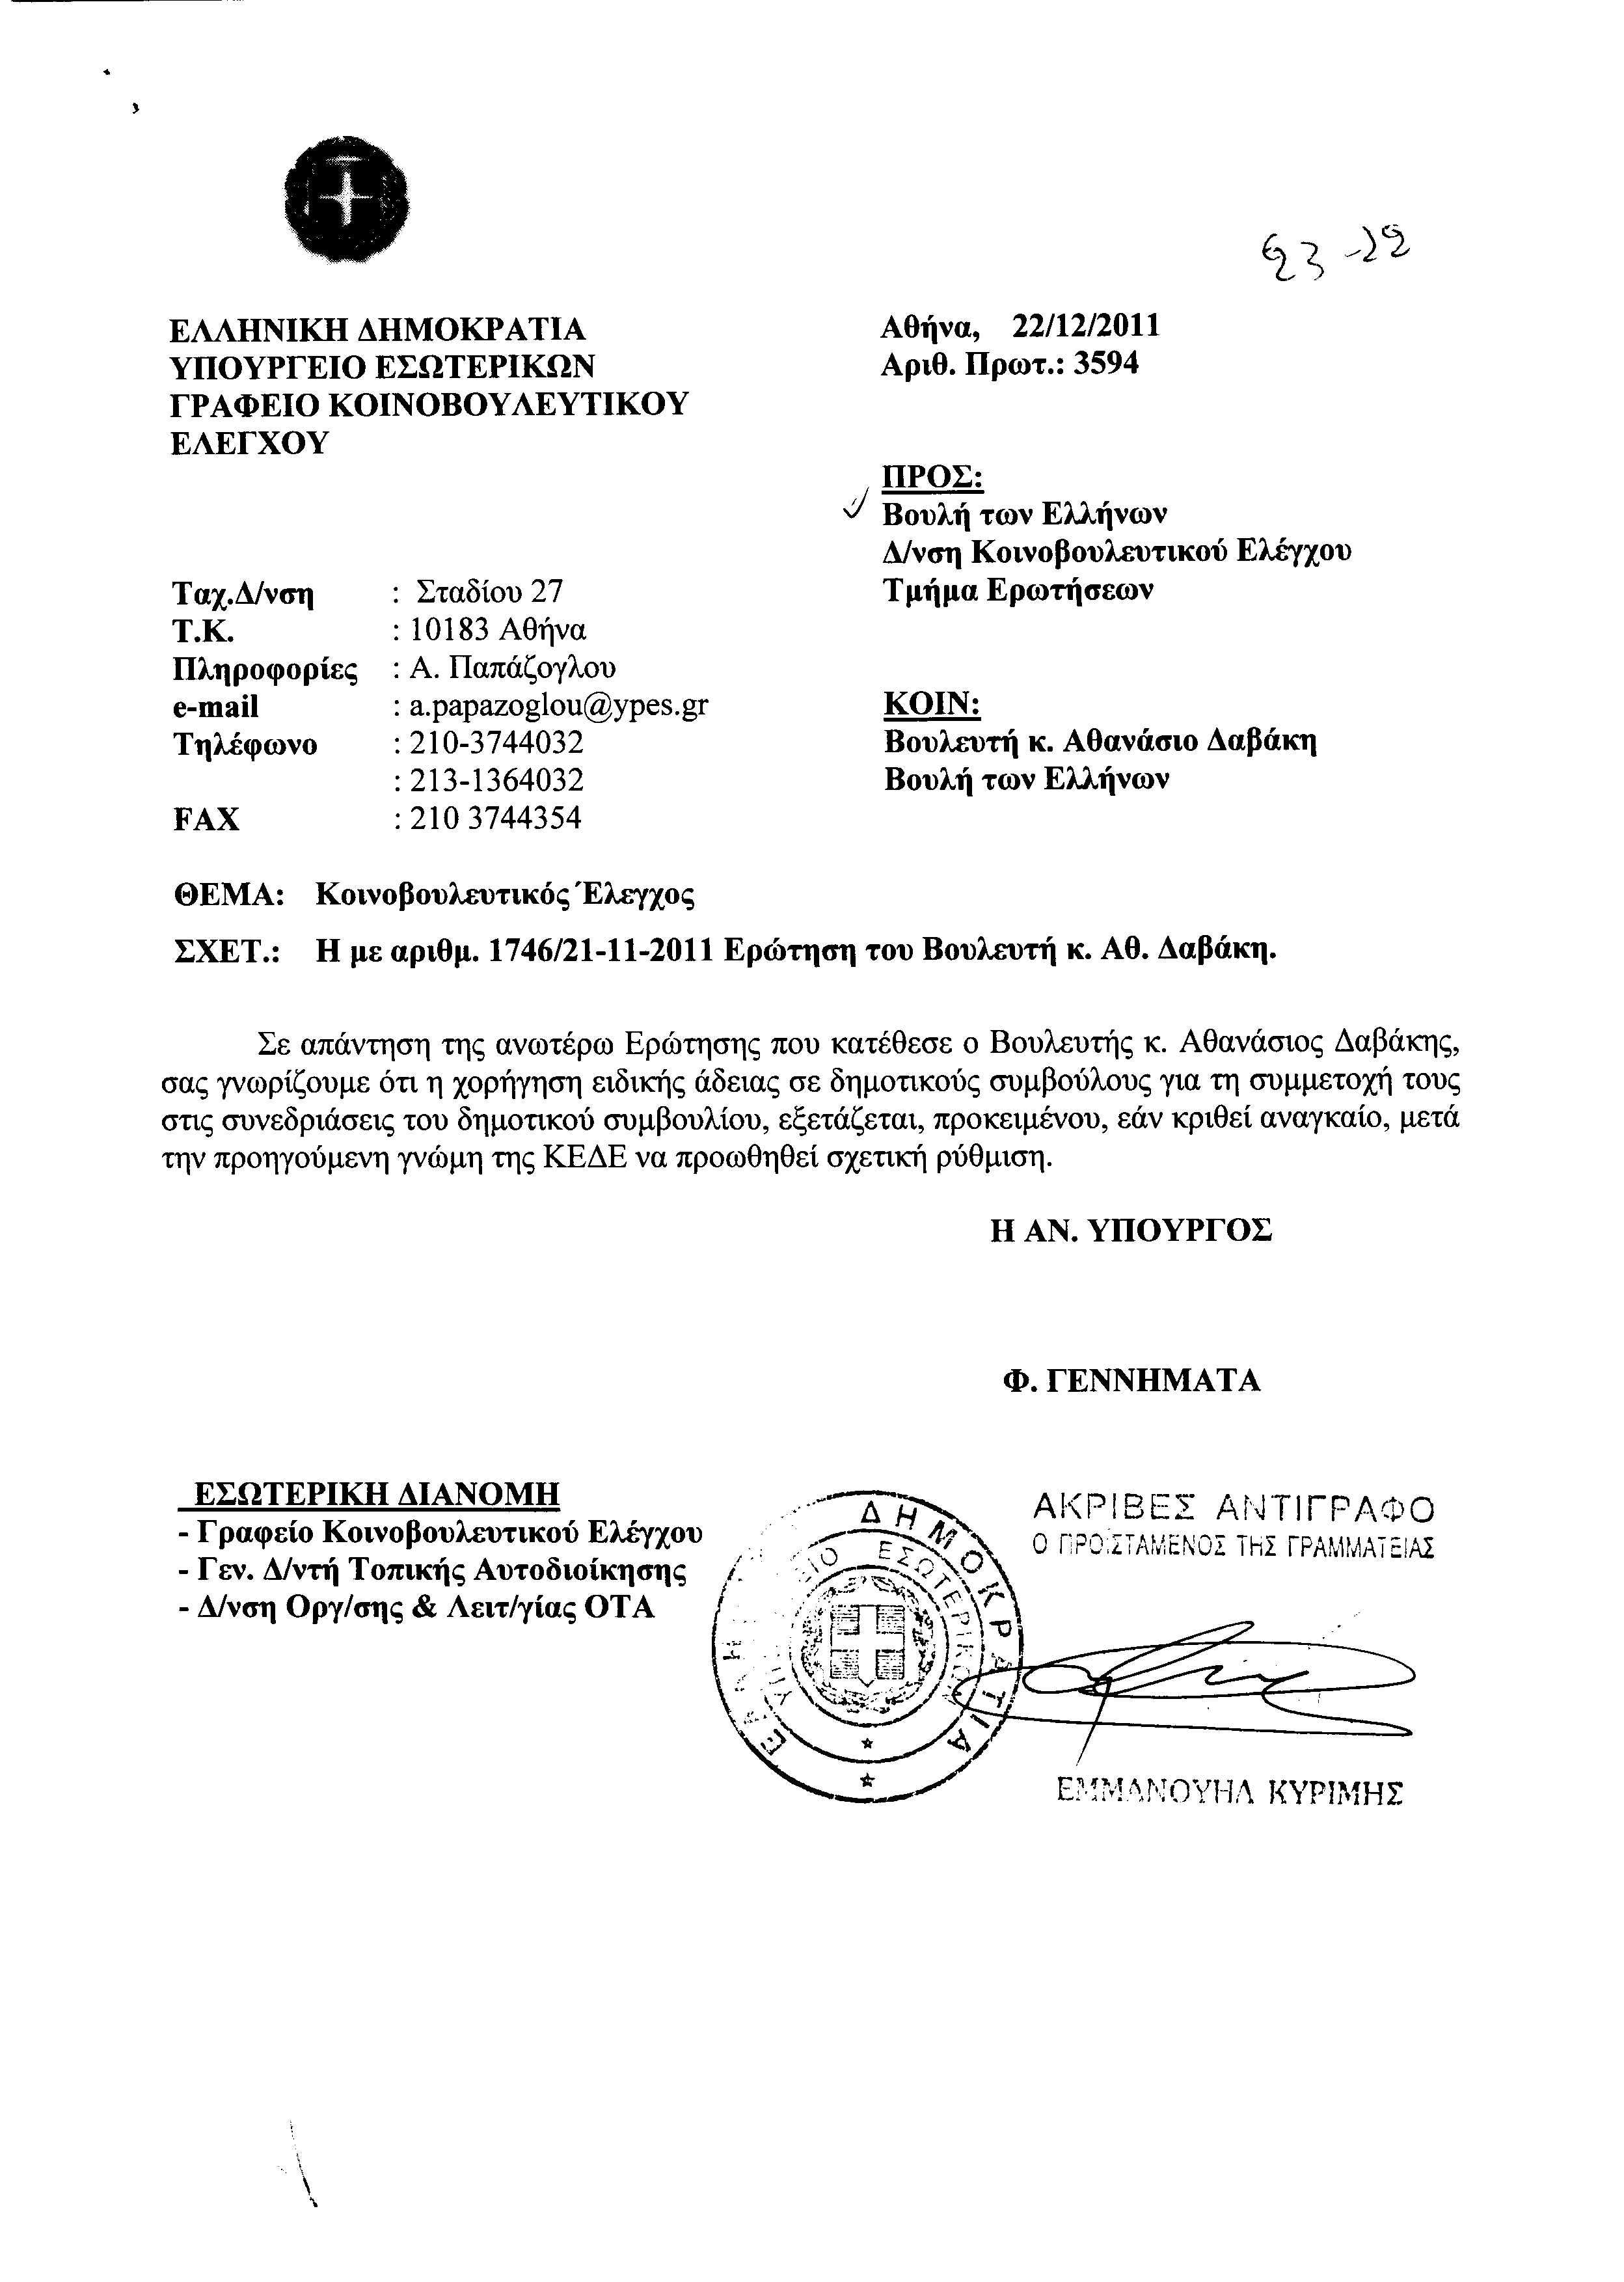 23-12
ΕΛΛΗΝΙΚΗ ΔΗΜΟΚΡΑΤΙΑ
ΥΠΟΥΡΓΕΙΟ ΕΣΩΤΕΡΙΚΩΝ
ΓΡΑΦΕΙΟ ΚΟΙΝΟΒΟΥΛΕΥΤΙΚΟΥ
ΕΛΕΓΧΟΥ
Αθήνα, 22/12/2011
Αριθ. Πρωτ.: 3594
ΠΡΟΣ:
Βουλή των Ελλήνων
Δ/νση Κοινοβουλευτικού Ελέγχου
Τμήμα Ερωτήσεων
Ταχ.Δ/νση : Σταδίου 27
Τ.Κ. : 10183 Αθήνα
Πληροφορίες : Α. Παπάζογλου
e-mail : a.papazoglou@ypes.gr
Τηλέφωνο : 210-3744032
: 213-1364032
FAX : 210 3744354
ΚΟΙΝ:
Βουλευτή κ. Αθανάσιο Δαβάκη
Βουλή των Ελλήνων
ΘΕΜΑ: Κοινοβουλευτικός Έλεγχος
ΣΧΕΤ.: Η με αριθμ. 1746/21-11-2011 Ερώτηση του Βουλευτή κ. Αθ. Δαβάκη.
Σε απάντηση της ανωτέρω Ερώτησης που κατέθεσε ο Βουλευτής κ. Αθανάσιος Δαβάκης,
σας γνωρίζουμε ότι η χορήγηση ειδικής άδειας σε δημοτικούς συμβούλους για τη συμμετοχή τους
στις συνεδριάσεις του δημοτικού συμβουλίου, εξετάζεται, προκειμένου, εάν κριθεί αναγκαίο, μετά
την προηγούμενη γνώμη της ΚΕΔΕ να προωθηθεί σχετική ρύθμιση.
Η ΑΝ. ΥΠΟΥΡΓΟΣ
Φ. ΓΕΝΝΗΜΑΤΑ
ΕΣΩΤΕΡΙΚΗ ΔΙΑΝΟΜΗ
- Γραφείο Κοινοβουλευτικού Ελέγχου
- Γεν. Δ/ντή Τοπικής Αυτοδιοίκησης
- Δ/νση Οργ/σης & Λειτ/γίας ΟΤΑ
ΔΗΜΟΚΡΑΤΙΑ
ΕΣΩΤΕΡΙΚΩΝ
ΑΚΡΙΒΕΣ ΑΝΤΙΓΡΑΦΟ
Ο ΠΡΟΪΣΤΑΜΕΝΟΣ ΤΗΣ ΓΡΑΜΜΑΤΕΙΑΣ
ΕΜΜΑΝΟΥΗΛ ΚΥΡΙΜΗΣ